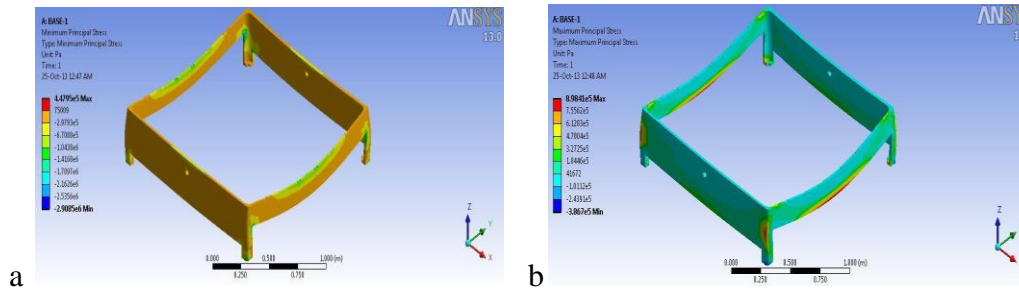 A: BASE-1
Minimum Principal Stress
Type: Minimum Principal Stress
Unit: Pa
Time: 1
25-Oct-13 12:47 AM
4.4795e5 Max
75009
-2.9793e5
-6.7088e5
-1.0438e6
-1.4168e6
-1.7897e6
-2.1626e6
-2.5356e6
-2.9085e6 Min
ANSYS
13.0
Z
Y
X
0.000 0.500 1.000 (m)
0.250 0.750
a
A: BASE-1
Maximum Principal Stress
Type: Maximum Principal Stress
Unit: Pa
Time: 1
25-Oct-13 12:48 AM
8.9841e5 Max
7.5562e5
6.1283e5
4.7004e5
3.2725e5
1.8446e5
41672
-1.0112e5
-2.4391e5
-3.867e5 Min
ANS
Z
0.000 0.500 1.000 (m)
0.250 0.750
b